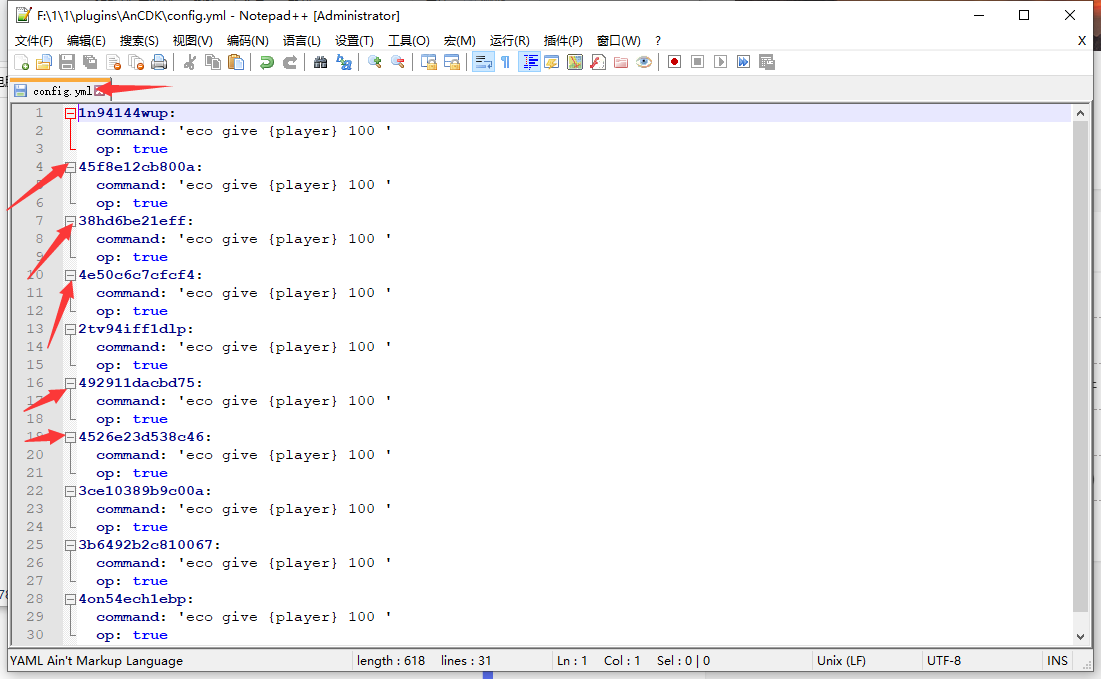 F:\1\1\plugins\AnCDK\config.yml - Notepad++ [Administrator]
文件(F) 编辑(E) 搜索(S) 视图(V) 编码(N) 语言(L) 设置(T) 工具(O) 宏(M) 运行(R) 插件(P) 窗口(W) ? X
config.yml
1 1n94144wup:
2 command: 'eco give {player} 100 '
3 op: true
4 45f8e12cb800a:
5 command: 'eco give {player} 100 '
6 op: true
7 38hd6be21eff:
8 command: 'eco give {player} 100 '
9 op: true
10 4e50c6c7cfcf4:
11 command: 'eco give {player} 100 '
12 op: true
13 2tv94iff1dlp:
14 command: 'eco give {player} 100 '
15 op: true
16 492911dacbd75:
17 command: 'eco give {player} 100 '
18 op: true
19 4526e23d538c46:
20 command: 'eco give {player} 100 '
21 op: true
22 3ce10389b9c00a:
23 command: 'eco give {player} 100 '
24 op: true
25 3b6492b2c810067:
26 command: 'eco give {player} 100 '
27 op: true
28 4on54ech1ebp:
29 command: 'eco give {player} 100 '
30 op: true
YAML Ain't Markup Language length : 618 lines : 31 Ln : 1 Col : 1 Sel : 0 | 0 Unix (LF) UTF-8 INS